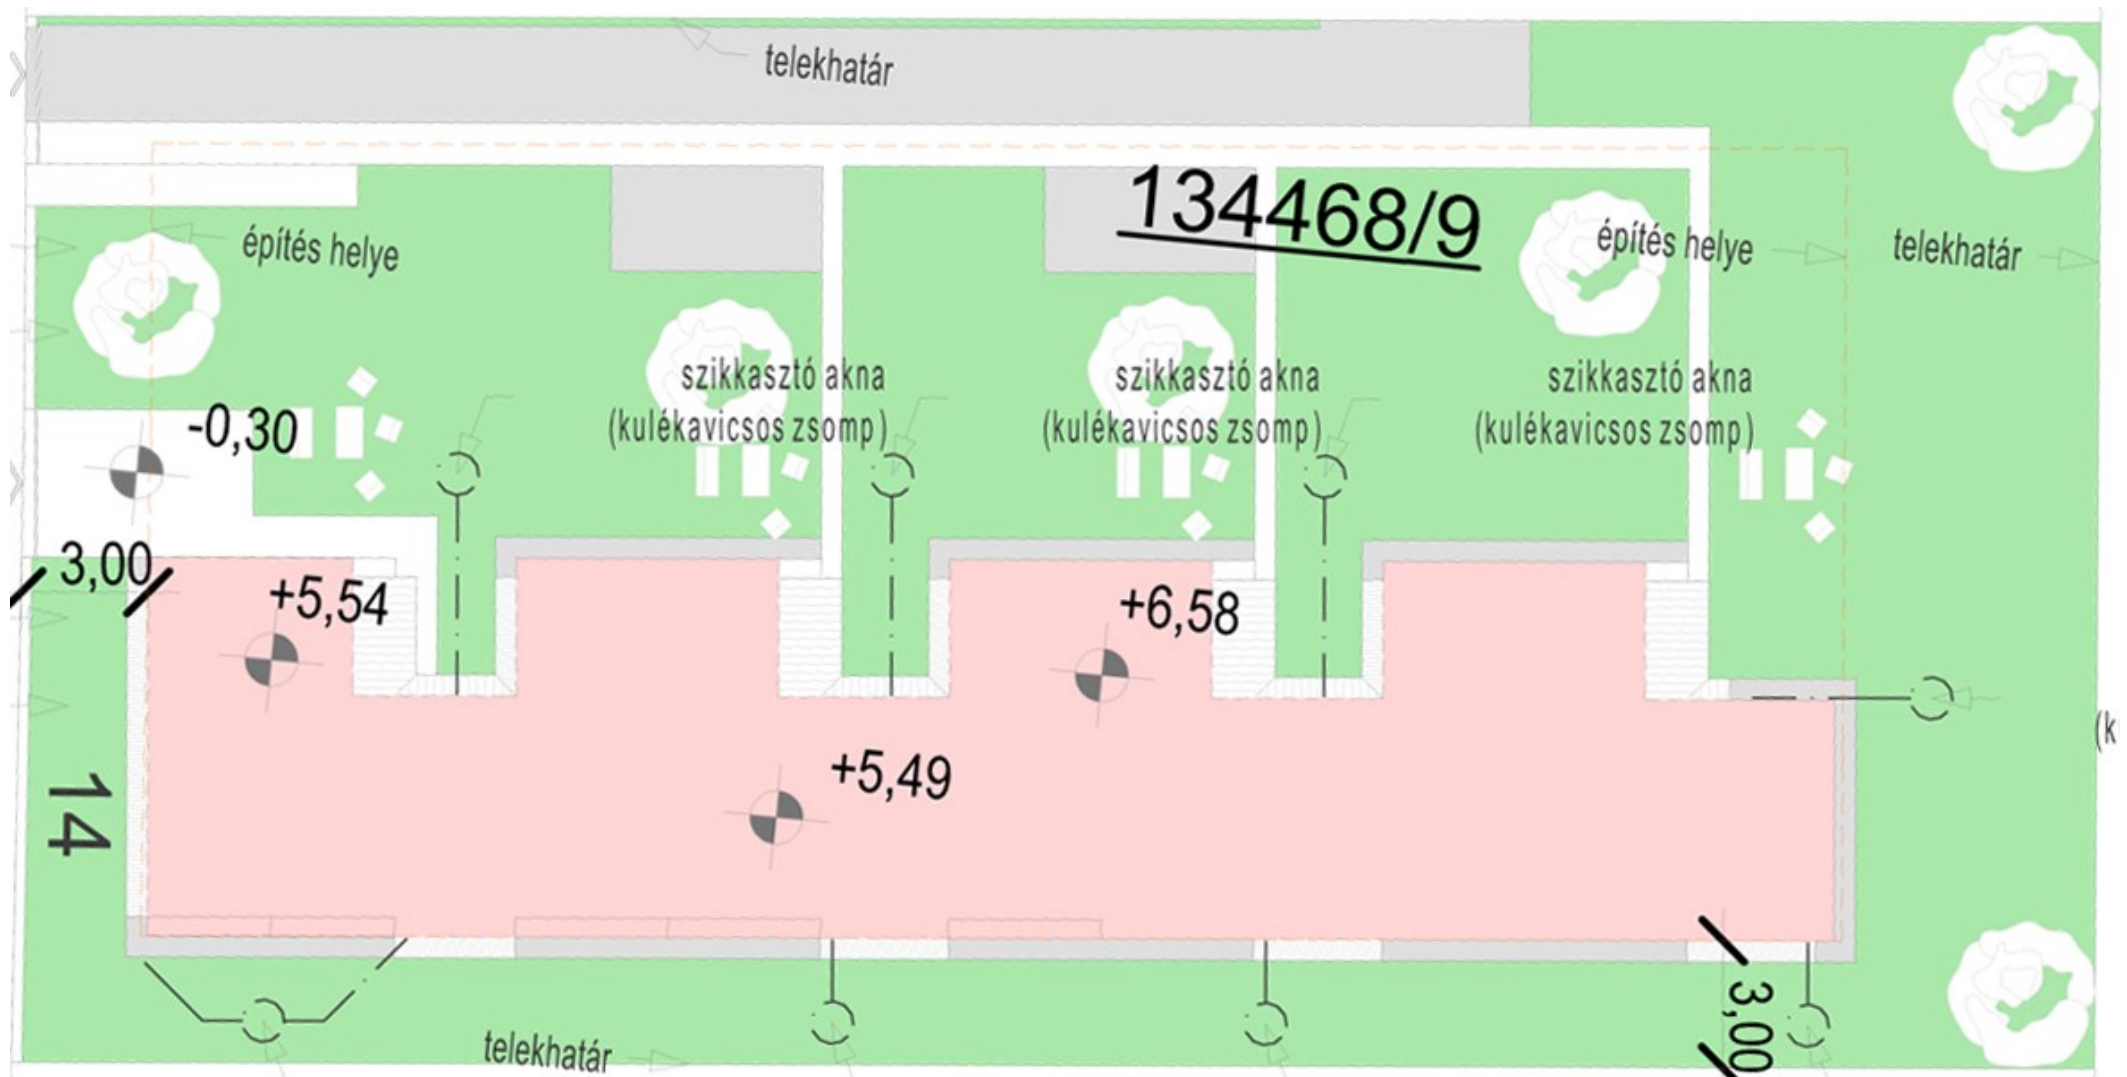 telekhatár
134468/9
építés helye
építés helye
telekhatár
szikkasztó akna
(kulékavicsos zsomp)
szikkasztó akna
(kulékavicsos zsomp)
szikkasztó akna
(kulékavicsos zsomp)
-0,30
3,00
+5,54
+6,58
(k
+5,49
14
3,00
telekhatár